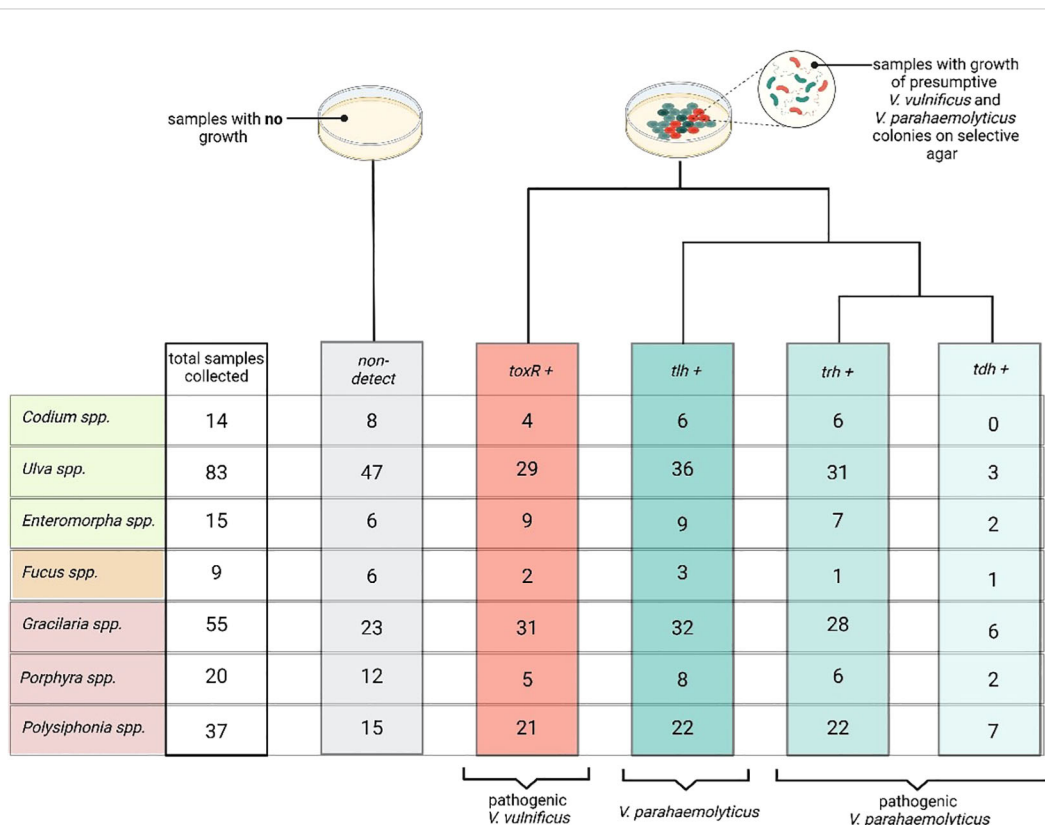 samples with no
growth
samples with growth
of presumptive
V. vulnificus and
V. parahaemolyticus
colonies on selective
agar
total samples
collected
non-
detect
toxR +
tlh +
trh +
tdh +
Codium spp. 14 8 4 6 6 0
Ulva spp. 83 47 29 36 31 3
Enteromorpha spp. 15 6 9 9 7 2
Fucus spp. 9 6 2 3 1 1
Gracilaria spp. 55 23 31 32 28 6
Porphyra spp. 20 12 5 8 6 2
Polysiphonia spp. 37 15 21 22 22 7
pathogenic
V. vulnificus
V. parahaemolyticus
pathogenic
V. parahaemolyticus